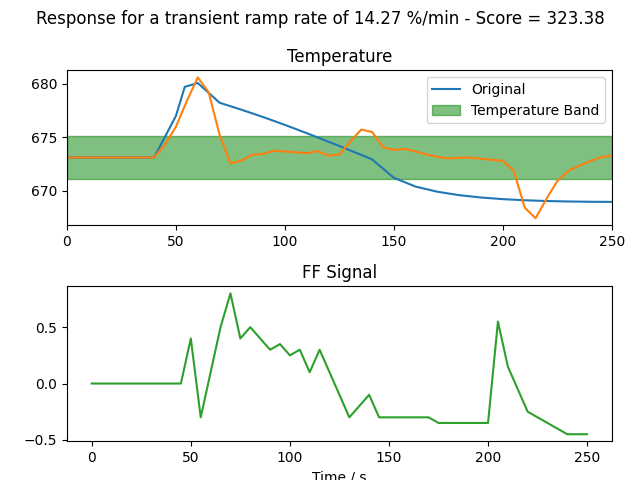 Response for a transient ramp rate of 14.27 %/min - Score = 323.38
Temperature
680
675
670
Original
Temperature Band
0 50 100 150 200 250
FF Signal
0.5
0.0
−0.5
0 50 100 150 200 250
Time / s